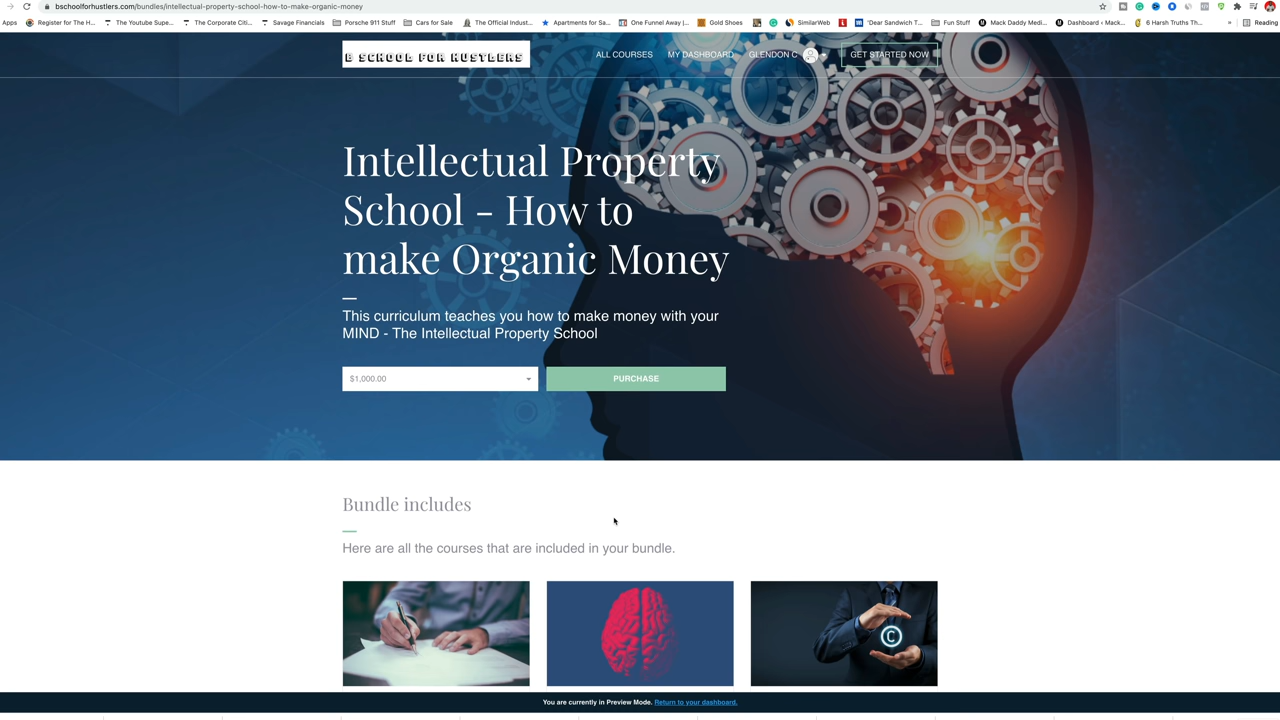 bschoolforhustlers.com/bundles/intellectual-property-school-how-to-make-organic-money
Apps Register for The H... The Youtube Supe... The Corporate Citi... Savage Financials Porsche 911 Stuff Cars for Sale The Official Indust... Apartments for Sa... One Funnel Away |... Gold Shoes SimilarWeb 'Dear Sandwich T... Fun Stuff Mack Daddy Medi... Dashboard ‹ Mack... 6 Harsh Truths Th... » Reading
B SCHOOL FOR HUSTLERS
ALL COURSES MY DASHBOARD GLENDON C GET STARTED NOW
Intellectual Property
School - How to
make Organic Money
This curriculum teaches you how to make money with your
MIND - The Intellectual Property School
$1,000.00 PURCHASE
Bundle includes
Here are all the courses that are included in your bundle.
C
You are currently in Preview Mode. Return to your dashboard.